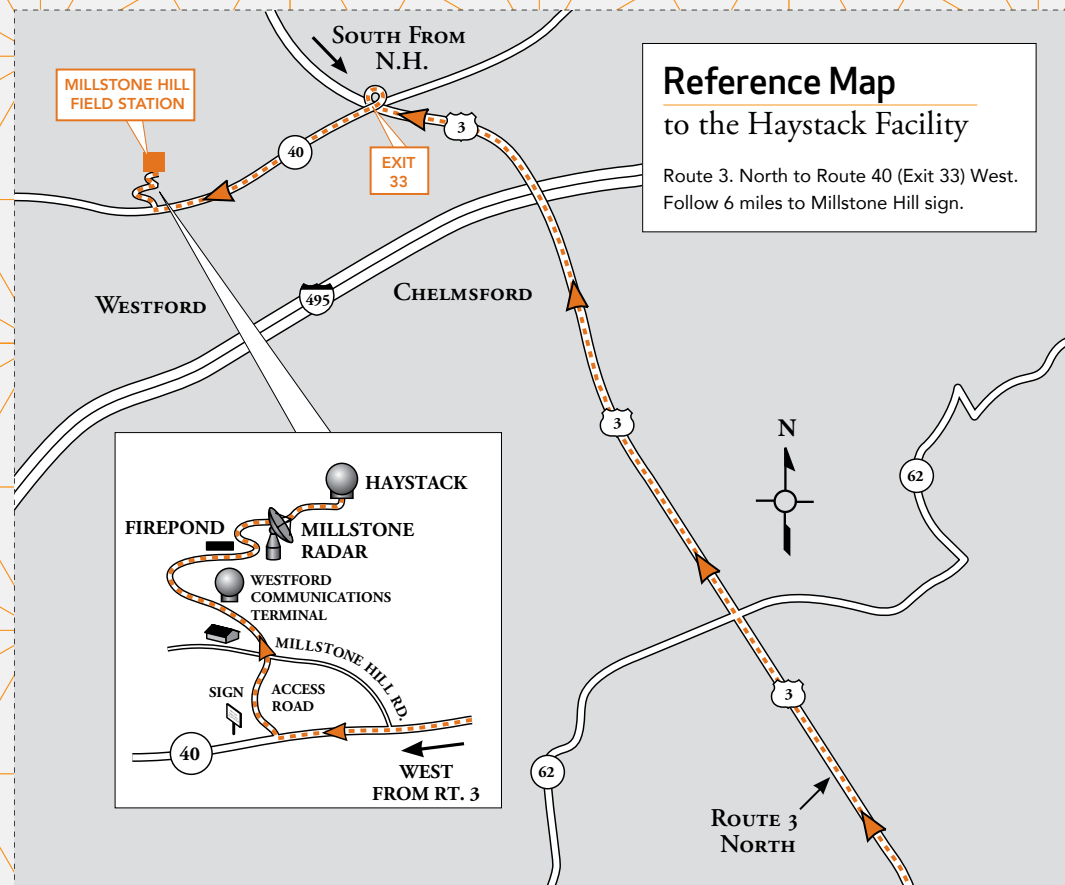 Reference Map
to the Haystack Facility
Route 3. North to Route 40 (Exit 33) West.
Follow 6 miles to Millstone Hill sign.
South From
N.H.
MILLSTONE HILL
FIELD STATION
3
40
EXIT
33
Westford
495
Chelmsford
3
N
62
HAYSTACK
FIREPOND
MILLSTONE
RADAR
WESTFORD
COMMUNICATIONS
TERMINAL
MILLSTONE HILL RD.
SIGN
ACCESS
ROAD
40
WEST
FROM RT. 3
3
62
Route 3
North